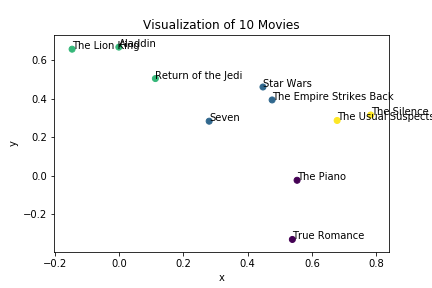 Visualization of 10 Movies
The Lion King
Aladdin
Return of the Jedi
Star Wars
The Empire Strikes Back
The Silence
The Usual Suspects
Seven
The Piano
True Romance
0.6
0.4
0.2
0.0
−0.2
y
−0.2
0.0
0.2
0.4
0.6
0.8
x